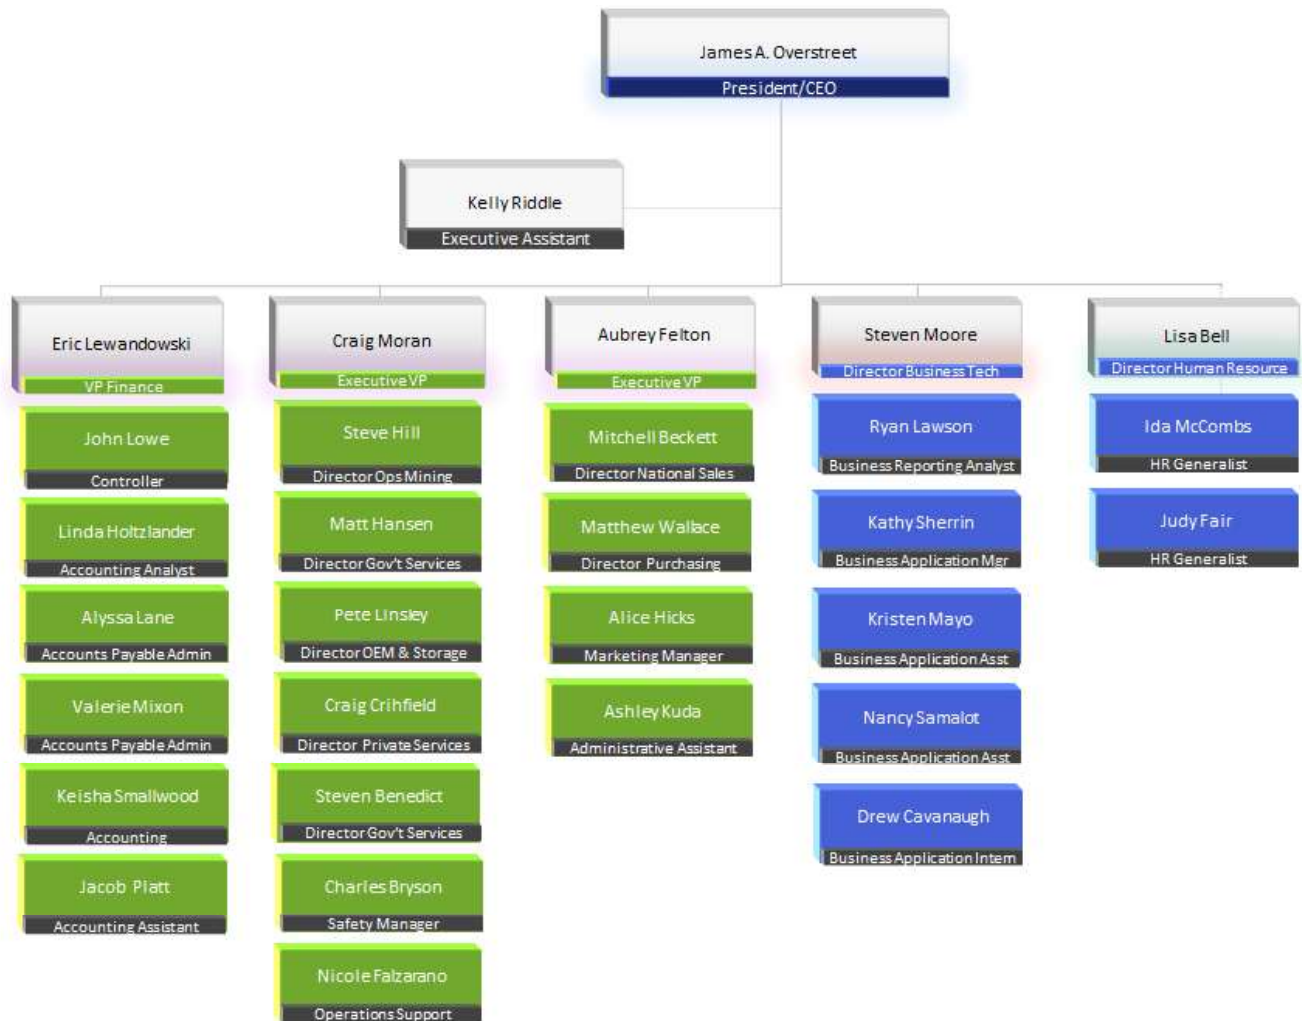 James A. Overstreet
President/CEO
Kelly Riddle
Executive Assistant
Eric Lewandowski
VP Finance
John Lowe
Controller
Linda Holtzlander
Accounting Analyst
Alyssa Lane
Accounts Payable Admin
Valerie Mixon
Accounts Payable Admin
Keisha Smallwood
Accounting
Jacob Platt
Accounting Assistant
Craig Moran
Executive VP
Steve Hill
Director Ops Mining
Matt Hansen
Director Gov't Services
Pete Linsley
Director OEM & Storage
Craig Crihfield
Director Private Services
Steven Benedict
Director Gov't Services
Charles Bryson
Safety Manager
Nicole Falzarano
Operations Support
Aubrey Felton
Executive VP
Mitchell Beckett
Director National Sales
Matthew Wallace
Director Purchasing
Alice Hicks
Marketing Manager
Ashley Kuda
Administrative Assistant
Steven Moore
Director Business Tech
Ryan Lawson
Business Reporting Analyst
Kathy Sherrin
Business Application Mgr
Kristen Mayo
Business Application Asst
Nancy Samalot
Business Application Asst
Drew Cavanaugh
Business Application Intern
Lisa Bell
Director Human Resource
Ida McCombs
HR Generalist
Judy Fair
HR Generalist